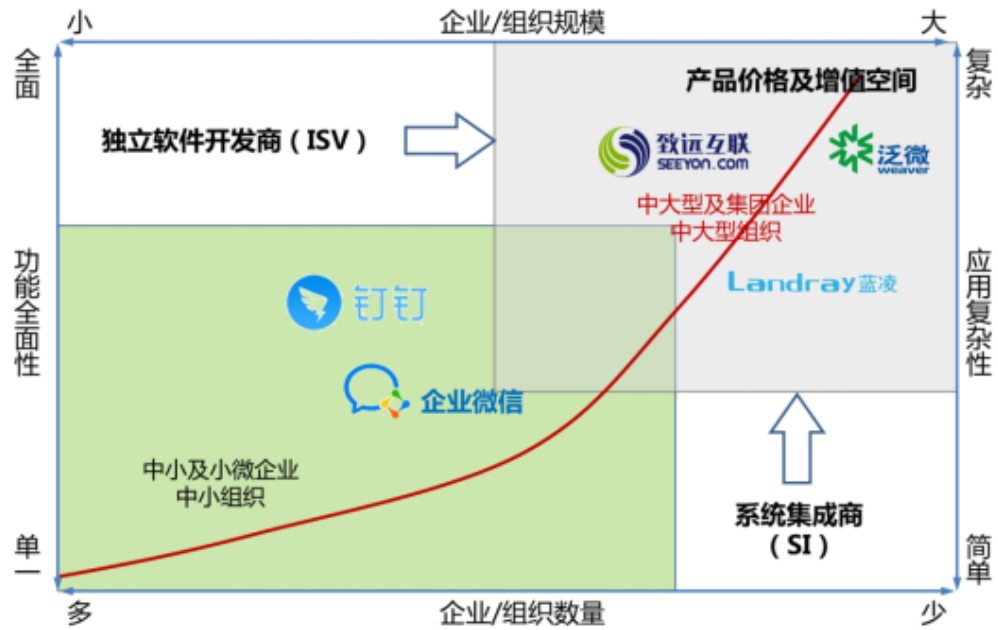 小
企业/组织规模
大
全面
复杂
产品价格及增值空间
独立软件开发商（ISV）
致远互联
SEEYON.COM
泛微
weaver
中大型及集团企业
中大型组织
功能全面性
应用复杂性
Landray蓝凌
钉钉
企业微信
中小及小微企业
中小组织
系统集成商
（SI）
单一
简单
多
企业/组织数量
少